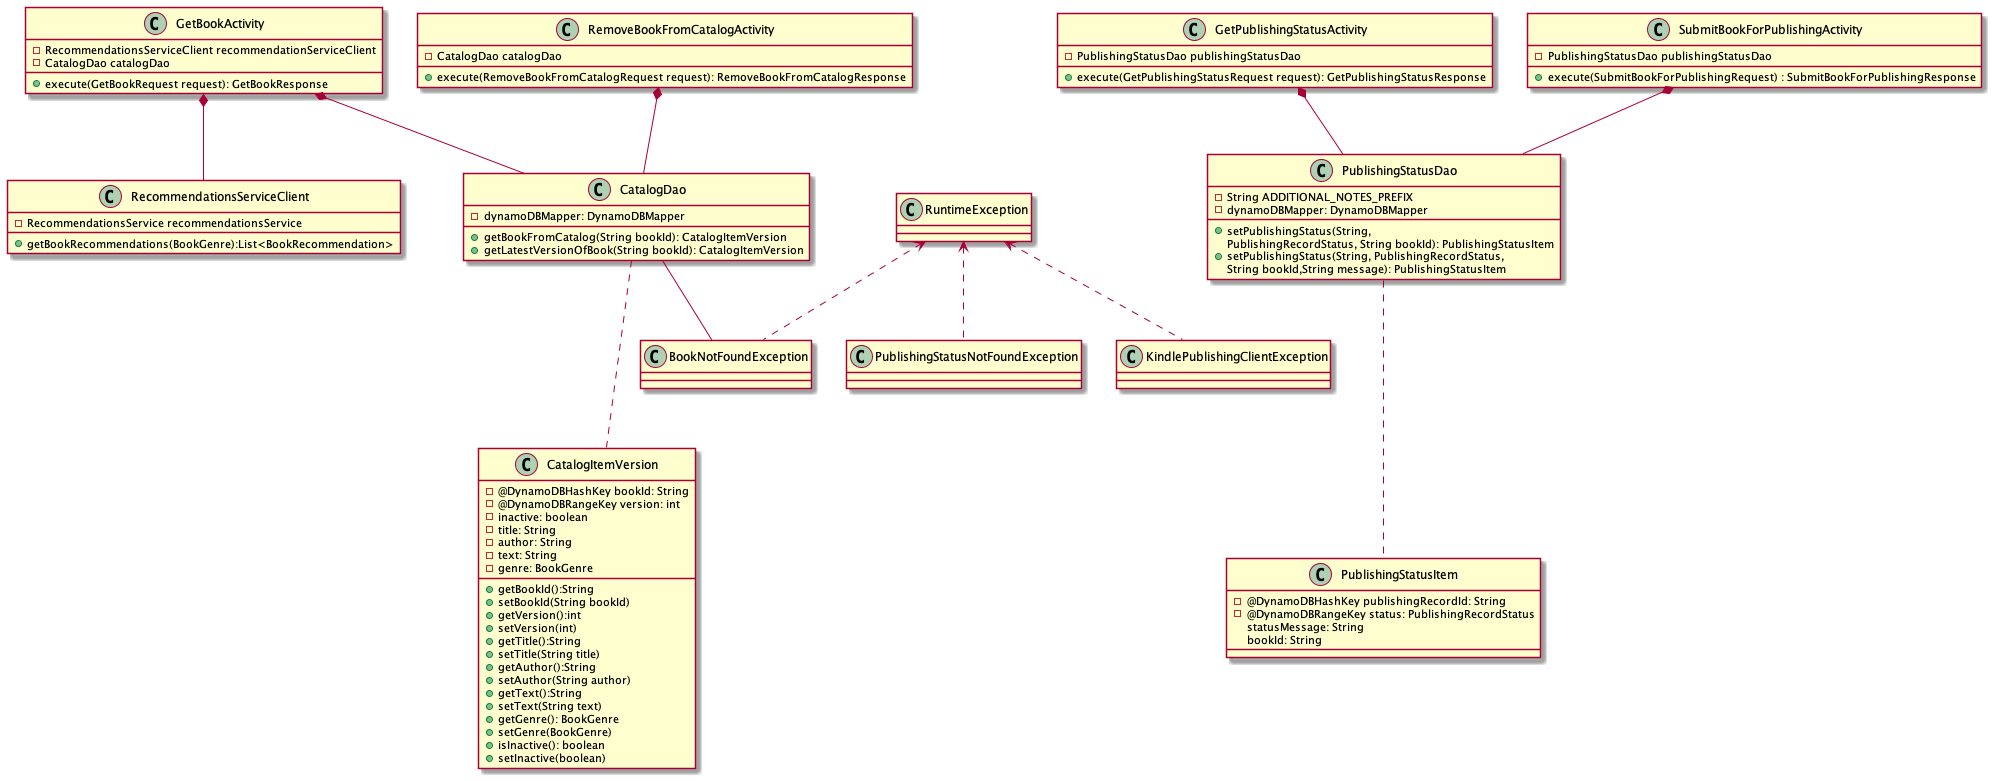 C GetBookActivity
RecommendationsServiceClient recommendationServiceClient
CatalogDao catalogDao
execute(GetBookRequest request): GetBookResponse
C RemoveBookFromCatalogActivity
CatalogDao catalogDao
execute(RemoveBookFromCatalogRequest request): RemoveBookFromCatalogResponse
C GetPublishingStatusActivity
PublishingStatusDao publishingStatusDao
execute(GetPublishingStatusRequest request): GetPublishingStatusResponse
C SubmitBookForPublishingActivity
PublishingStatusDao publishingStatusDao
execute(SubmitBookForPublishingRequest) : SubmitBookForPublishingResponse
C RecommendationsServiceClient
RecommendationsService recommendationsService
getBookRecommendations(BookGenre):List<BookRecommendation>
C CatalogDao
dynamoDBMapper: DynamoDBMapper
getBookFromCatalog(String bookId): CatalogItemVersion
getLatestVersionOfBook(String bookId): CatalogItemVersion
C RuntimeException
C PublishingStatusDao
String ADDITIONAL_NOTES_PREFIX
dynamoDBMapper: DynamoDBMapper
setPublishingStatus(String,
PublishingRecordStatus, String bookId): PublishingStatusItem
setPublishingStatus(String, PublishingRecordStatus,
String bookId,String message): PublishingStatusItem
C BookNotFoundException
C PublishingStatusNotFoundException
C KindlePublishingClientException
C CatalogItemVersion
@DynamoDBHashKey bookId: String
@DynamoDBRangeKey version: int
inactive: boolean
title: String
author: String
text: String
genre: BookGenre
getBookId():String
setBookId(String bookId)
getVersion():int
setVersion(int)
getTitle():String
setTitle(String title)
getAuthor():String
setAuthor(String author)
getText():String
setText(String text)
getGenre(): BookGenre
setGenre(BookGenre)
isInactive(): boolean
setInactive(boolean)
C PublishingStatusItem
@DynamoDBHashKey publishingRecordId: String
@DynamoDBRangeKey status: PublishingRecordStatus
statusMessage: String
bookId: String